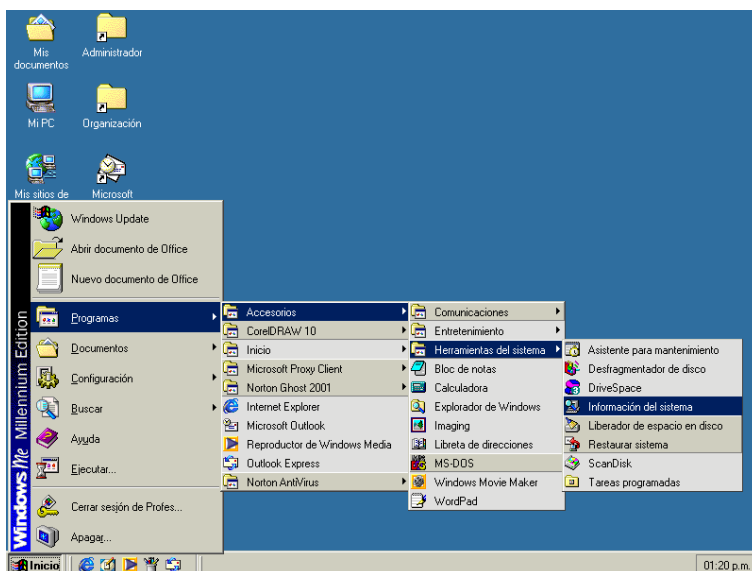 Mis documentos
Administrador
Mi PC
Organización
Mis sitios de
Microsoft
Windows Update
Abrir documento de Office
Nuevo documento de Office
Programas
Documentos
Configuración
Buscar
Ayuda
Ejecutar...
Cerrar sesión de Profes...
Apagar...
Windows Me Millennium Edition
Accesorios
CorelDRAW 10
Inicio
Microsoft Proxy Client
Norton Ghost 2001
Internet Explorer
Microsoft Outlook
Reproductor de Windows Media
Outlook Express
Norton AntiVirus
Comunicaciones
Entretenimiento
Herramientas del sistema
Bloc de notas
Calculadora
Explorador de Windows
Imaging
Libreta de direcciones
MS-DOS
Windows Movie Maker
WordPad
Asistente para mantenimiento
Desfragmentador de disco
DriveSpace
Información del sistema
Liberador de espacio en disco
Restaurar sistema
ScanDisk
Tareas programadas
Inicio
01:20 p.m.